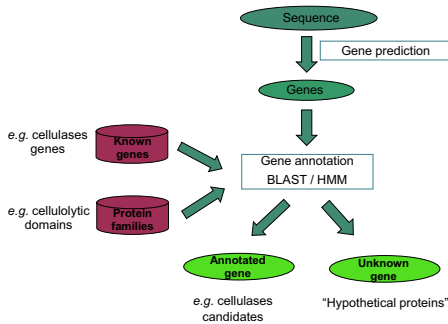 Sequence
Gene prediction
Genes
e.g. cellulases
genes
Known
genes
Gene annotation
BLAST / HMM
e.g. cellulolytic
domains
Protein
families
Annotated
gene
Unknown
gene
e.g. cellulases
candidates
“Hypothetical proteins”